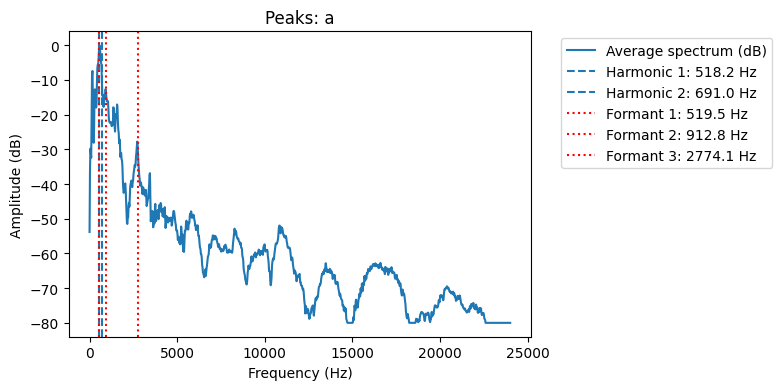 Peaks: a
Amplitude (dB)
0
−10
−20
−30
−40
−50
−60
−70
−80
0
5000
10000
15000
20000
25000
Frequency (Hz)
Average spectrum (dB)
Harmonic 1: 518.2 Hz
Harmonic 2: 691.0 Hz
Formant 1: 519.5 Hz
Formant 2: 912.8 Hz
Formant 3: 2774.1 Hz